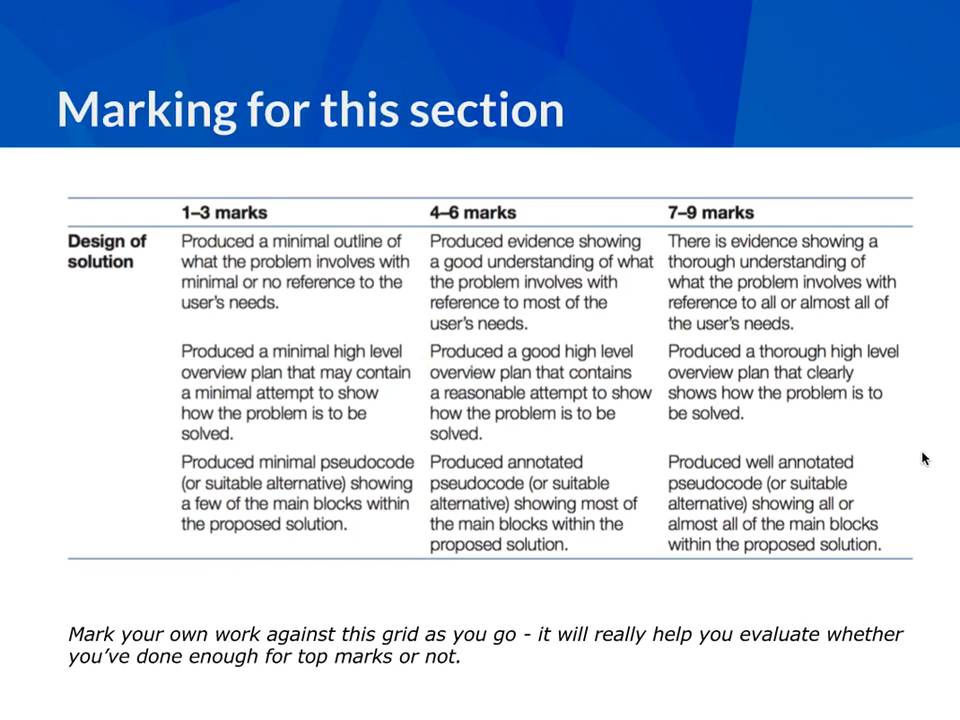 Marking for this section
1–3 marks 4–6 marks 7–9 marks
Design of solution
Produced a minimal outline of
what the problem involves with
minimal or no reference to the
user's needs.
Produced evidence showing
a good understanding of what
the problem involves with
reference to most of the
user's needs.
There is evidence showing a
thorough understanding of
what the problem involves with
reference to all or almost all of
the user's needs.
Produced a minimal high level
overview plan that may contain
a minimal attempt to show
how the problem is to be
solved.
Produced a good high level
overview plan that contains
a reasonable attempt to show
how the problem is to be
solved.
Produced a thorough high level
overview plan that clearly
shows how the problem is to
be solved.
Produced minimal pseudocode
(or suitable alternative) showing
a few of the main blocks within
the proposed solution.
Produced annotated
pseudocode (or suitable
alternative) showing most of
the main blocks within the
proposed solution.
Produced well annotated
pseudocode (or suitable
alternative) showing all or
almost all of the main blocks
within the proposed solution.
Mark your own work against this grid as you go - it will really help you evaluate whether
you've done enough for top marks or not.